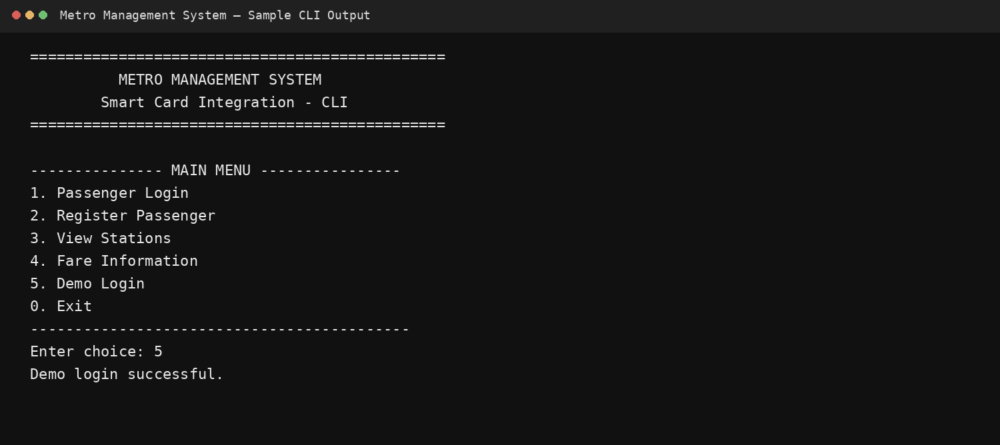 Metro Management System — Sample CLI Output
===============================================
METRO MANAGEMENT SYSTEM
Smart Card Integration - CLI
===============================================
--------------- MAIN MENU ----------------
1. Passenger Login
2. Register Passenger
3. View Stations
4. Fare Information
5. Demo Login
0. Exit
-------------------------------------------
Enter choice: 5
Demo login successful.